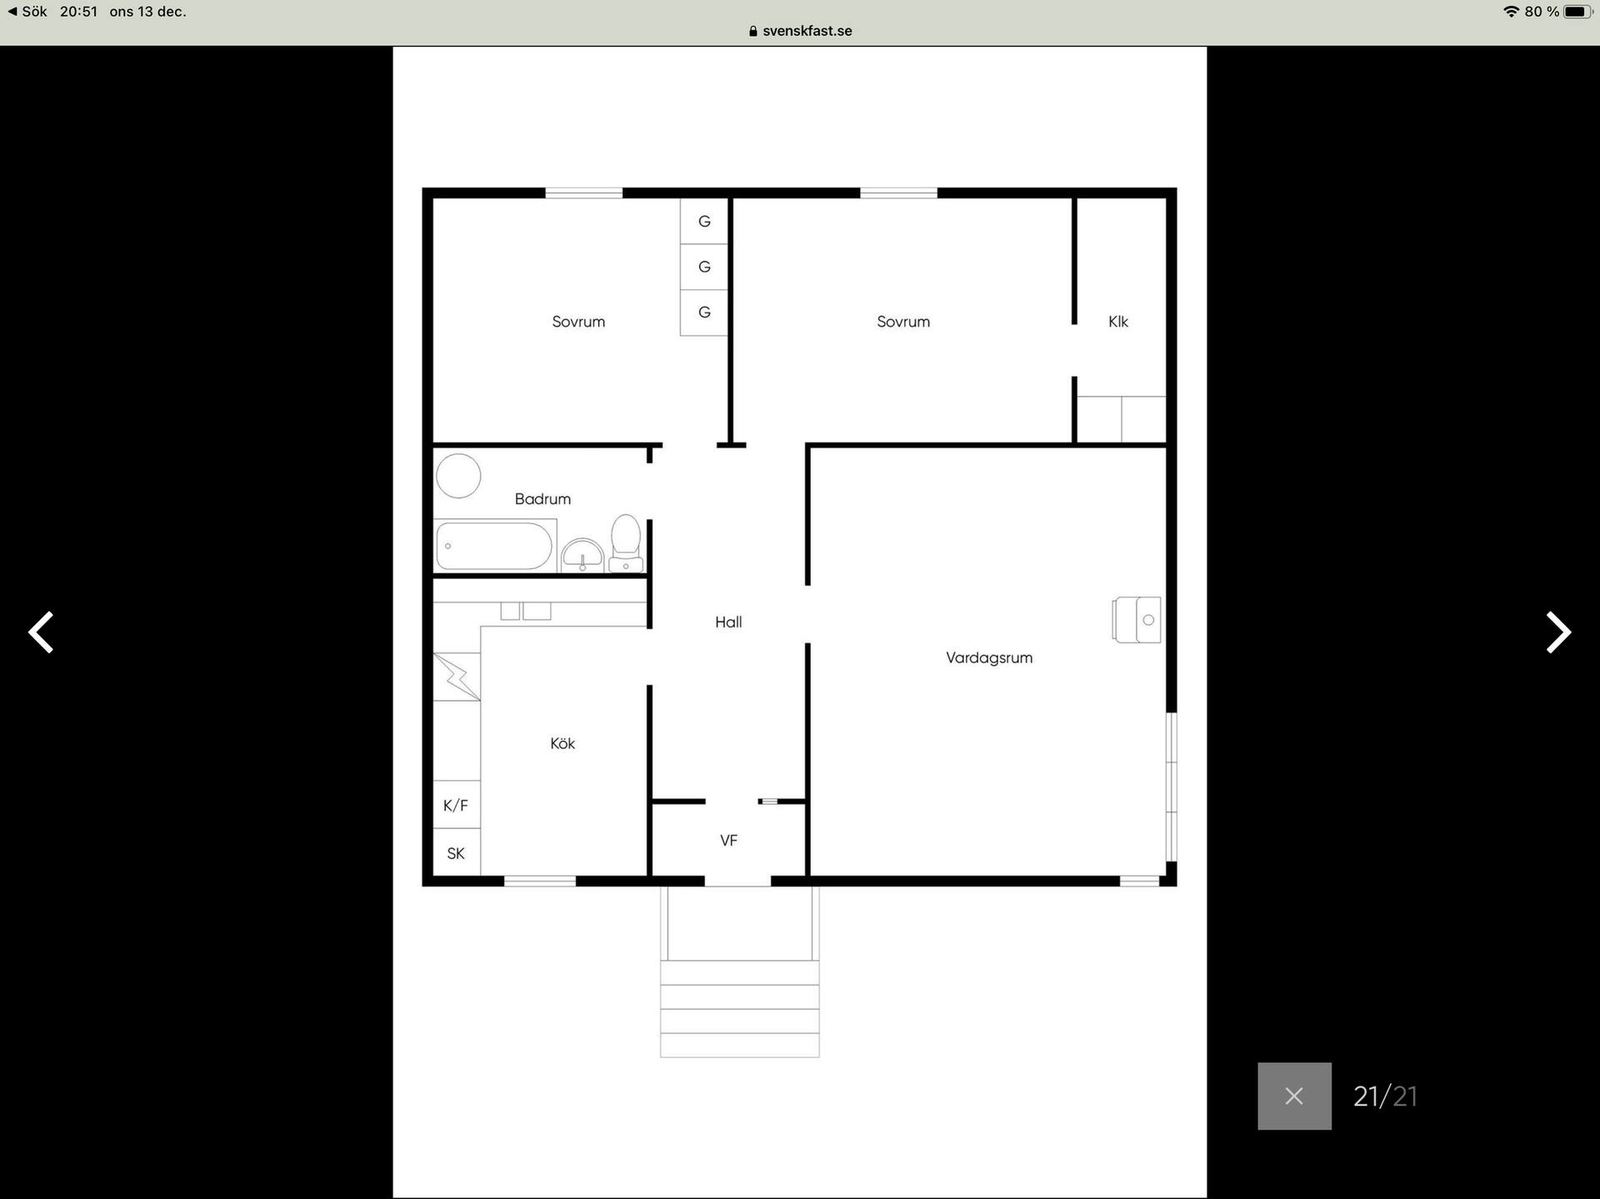 Sök 20:51 ons 13 dec.
80 %
svenskfast.se
G
G
G
Sovrum
Sovrum
Klk
Badrum
Hall
Vardagsrum
Kök
K/F
VF
SK
21/21